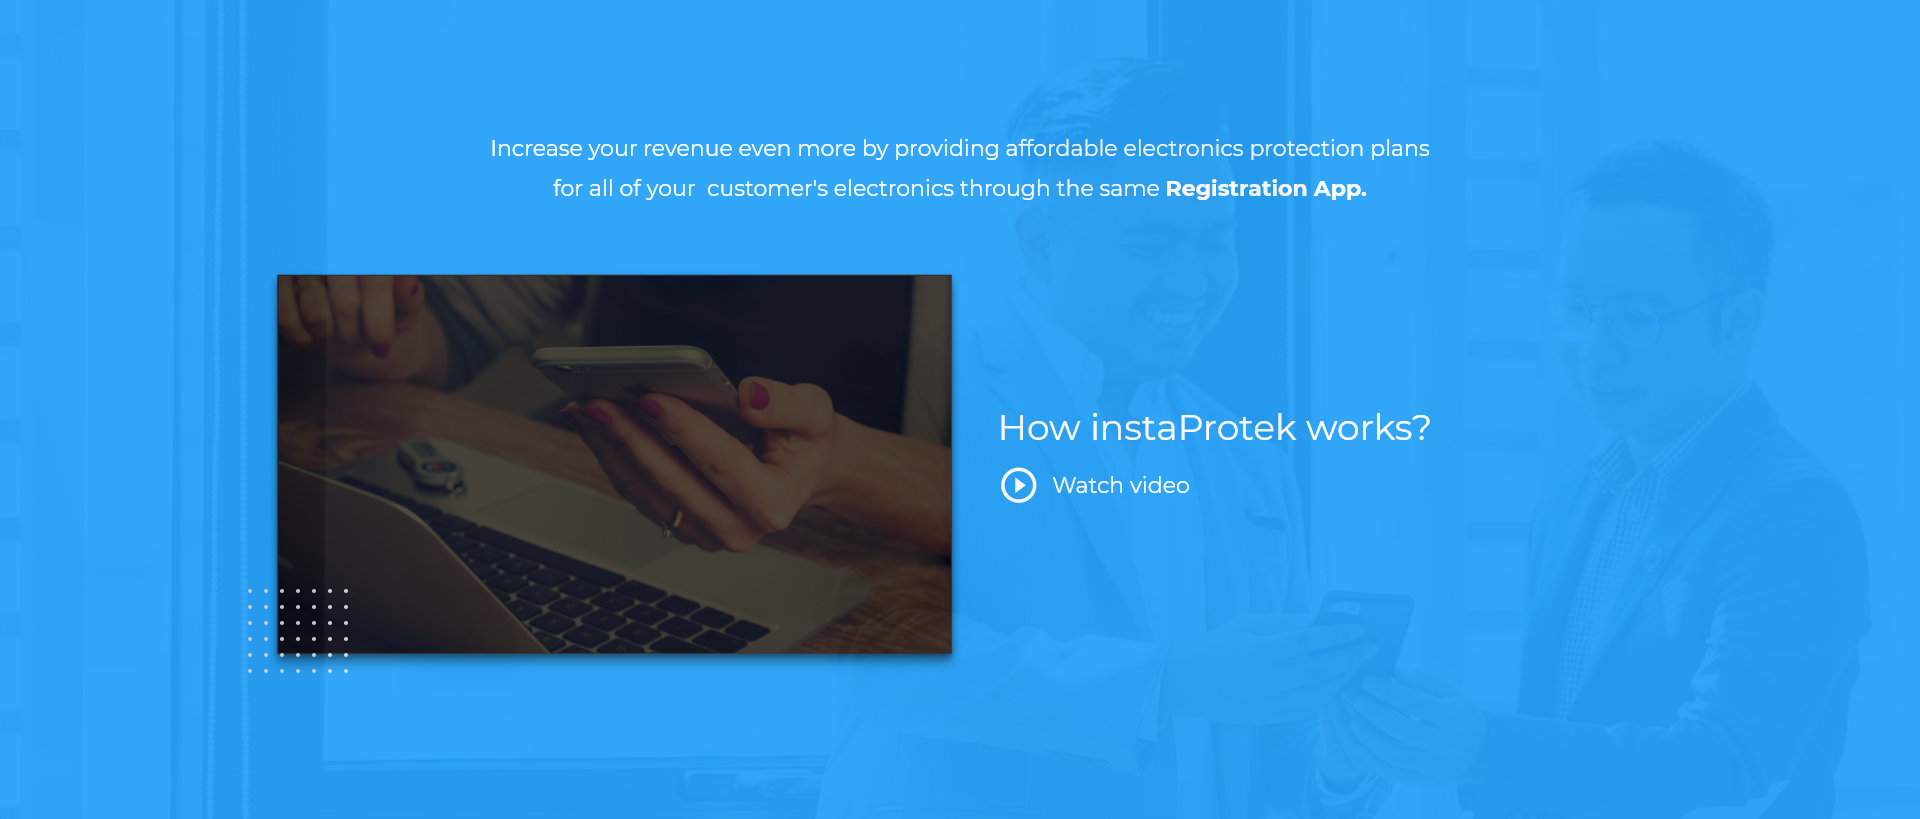 Increase your revenue even more by providing affordable electronics protection plans
for all of your  customer's electronics through the same Registration App.
How instaProtek works?
Watch video